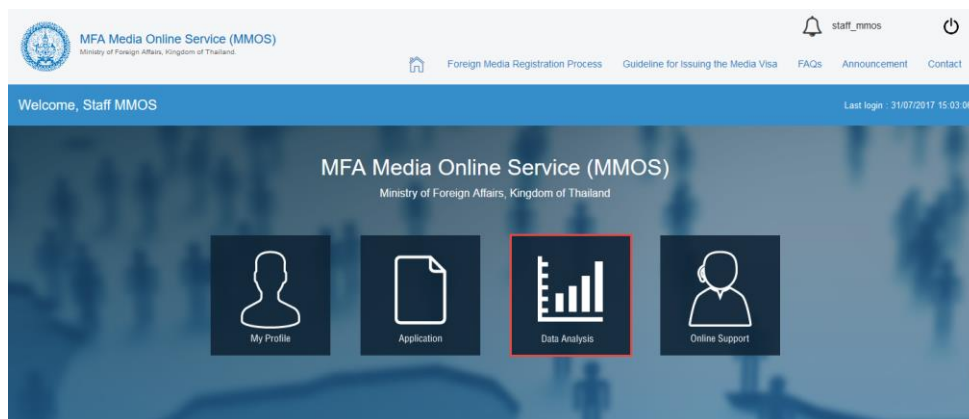 MFA Media Online Service (MMOS)
Ministry of Foreign Affairs, Kingdom of Thailand.
staff_mmos
Foreign Media Registration Process Guideline for Issuing the Media Visa FAQs Announcement Contact
Welcome, Staff MMOS
Last login : 31/07/2017 15:03:06
MFA Media Online Service (MMOS)
Ministry of Foreign Affairs, Kingdom of Thailand
My Profile Application Data Analysis Online Support